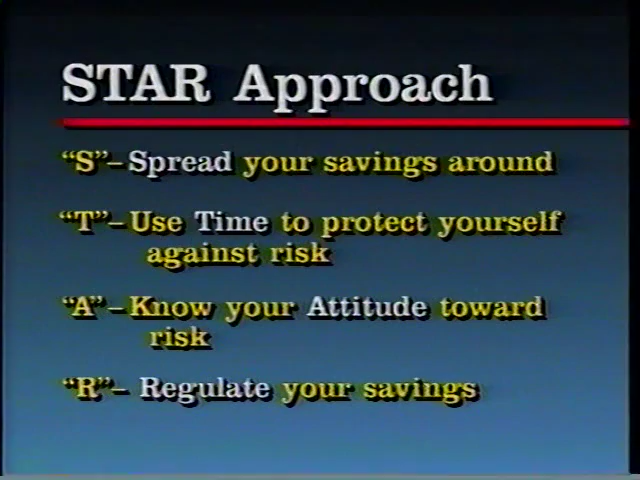 STAR Approach
“S”– Spread your savings around
“T”– Use Time to protect yourself
against risk
“A”– Know your Attitude toward
risk
“R”– Regulate your savings